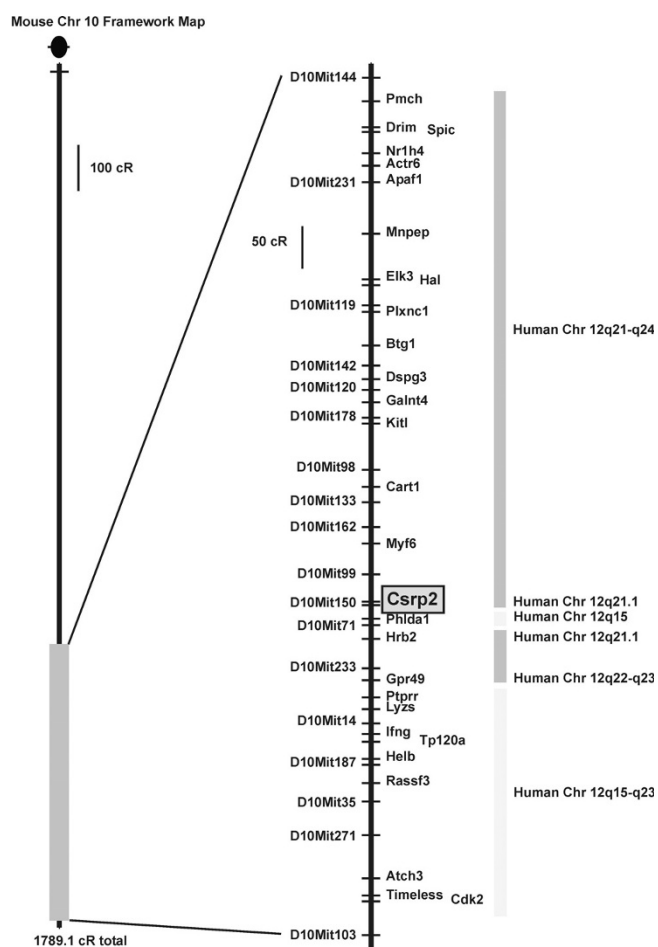 Mouse Chr 10 Framework Map
D10Mit144
Pmch
Drim Spic
Nr1h4
100 cR
Actr6
D10Mit231
Apaf1
Mnpep
50 cR
Elk3 Hal
D10Mit119
Plxnc1
Human Chr 12q21-q24
Btg1
D10Mit142
Dspg3
D10Mit120
Galnt4
D10Mit178
Kitl
D10Mit98
Cart1
D10Mit133
D10Mit162
Myf6
D10Mit99
Csrp2
D10Mit150
Human Chr 12q21.1
Phlda1
Human Chr 12q15
D10Mit71
Hrb2
Human Chr 12q21.1
D10Mit233
Gpr49
Human Chr 12q22-q23
Ptprr
Lyzs
D10Mit14
Ifng Tp120a
Helb
D10Mit187
Rassf3
Human Chr 12q15-q23
D10Mit35
D10Mit271
Atch3
Timeless Cdk2
D10Mit103
1789.1 cR total